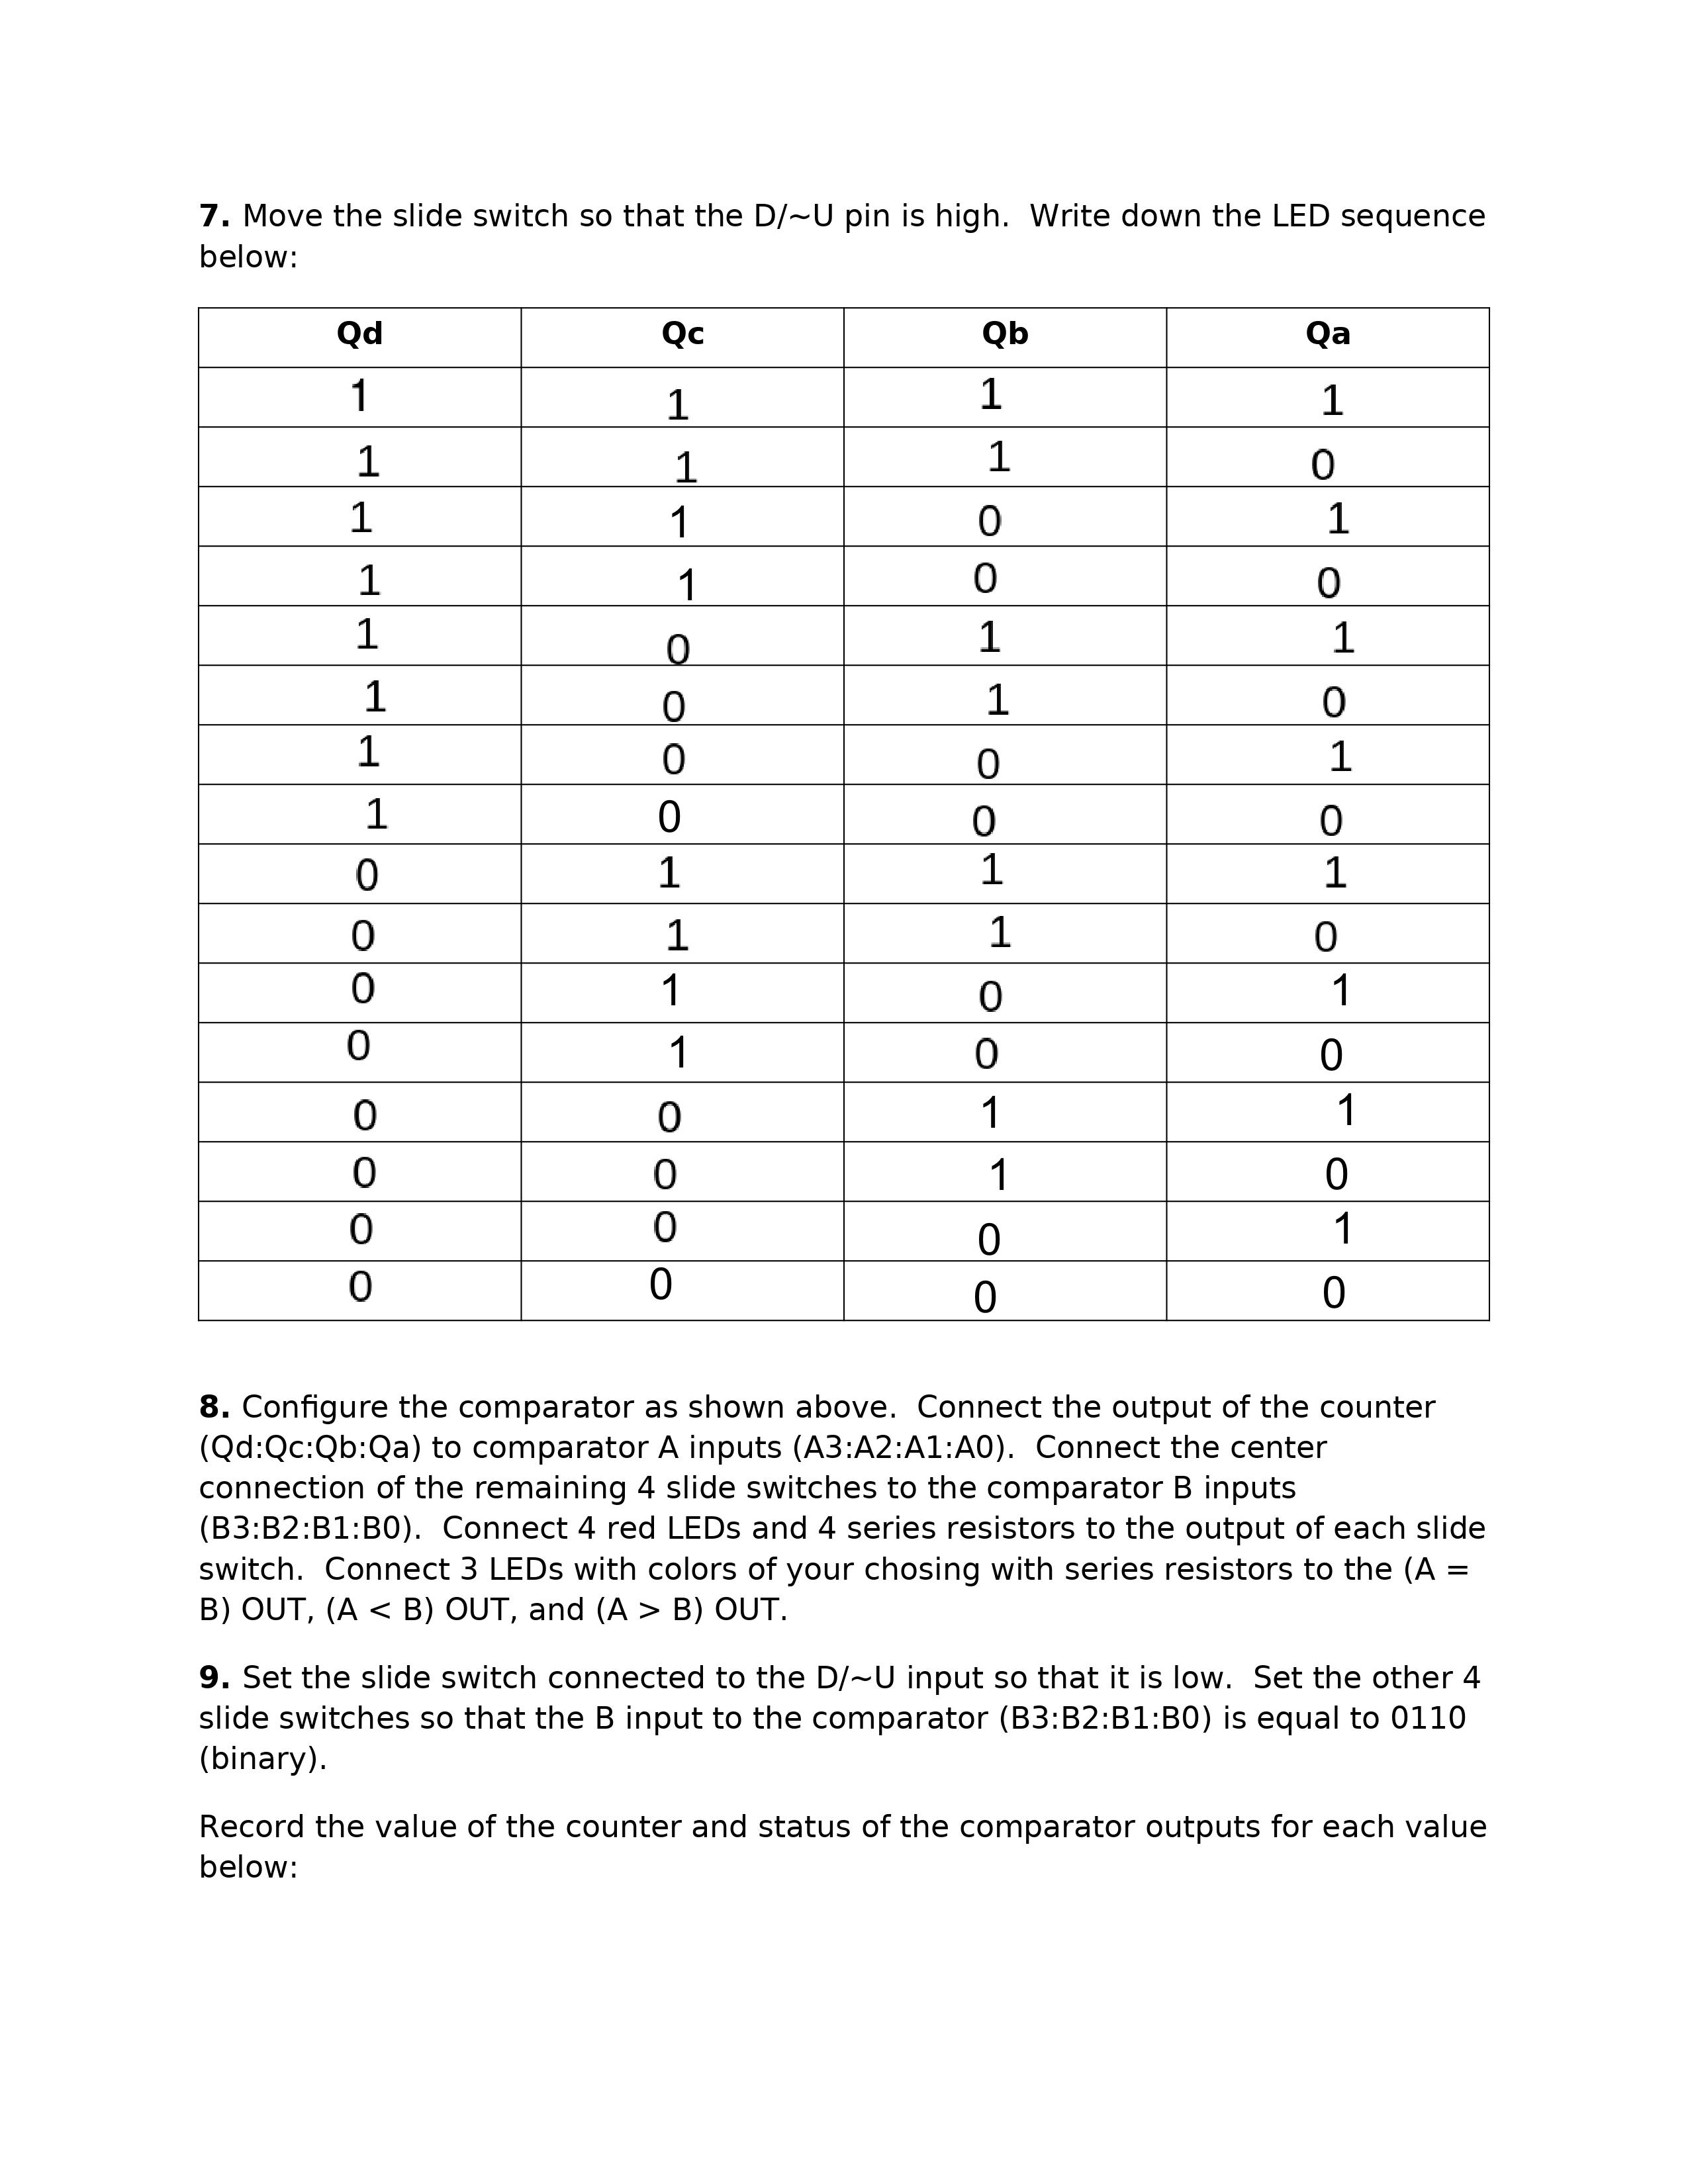 7. Move the slide switch so that the D/~U pin is high.  Write down the LED sequence
below:
Qd Qc Qb Qa
1 1 1 1
1 1 1 0
1 1 0 1
1 1 0 0
1 0 1 1
1 0 1 0
1 0 0 1
1 0 0 0
0 1 1 1
0 1 1 0
0 1 0 1
0 1 0 0
0 0 1 1
0 0 1 0
0 0 0 1
0 0 0 0
8. Configure the comparator as shown above.  Connect the output of the counter
(Qd:Qc:Qb:Qa) to comparator A inputs (A3:A2:A1:A0).  Connect the center
connection of the remaining 4 slide switches to the comparator B inputs
(B3:B2:B1:B0).  Connect 4 red LEDs and 4 series resistors to the output of each slide
switch.  Connect 3 LEDs with colors of your chosing with series resistors to the (A =
B) OUT, (A < B) OUT, and (A > B) OUT.
9. Set the slide switch connected to the D/~U input so that it is low.  Set the other 4
slide switches so that the B input to the comparator (B3:B2:B1:B0) is equal to 0110
(binary).
Record the value of the counter and status of the comparator outputs for each value
below: